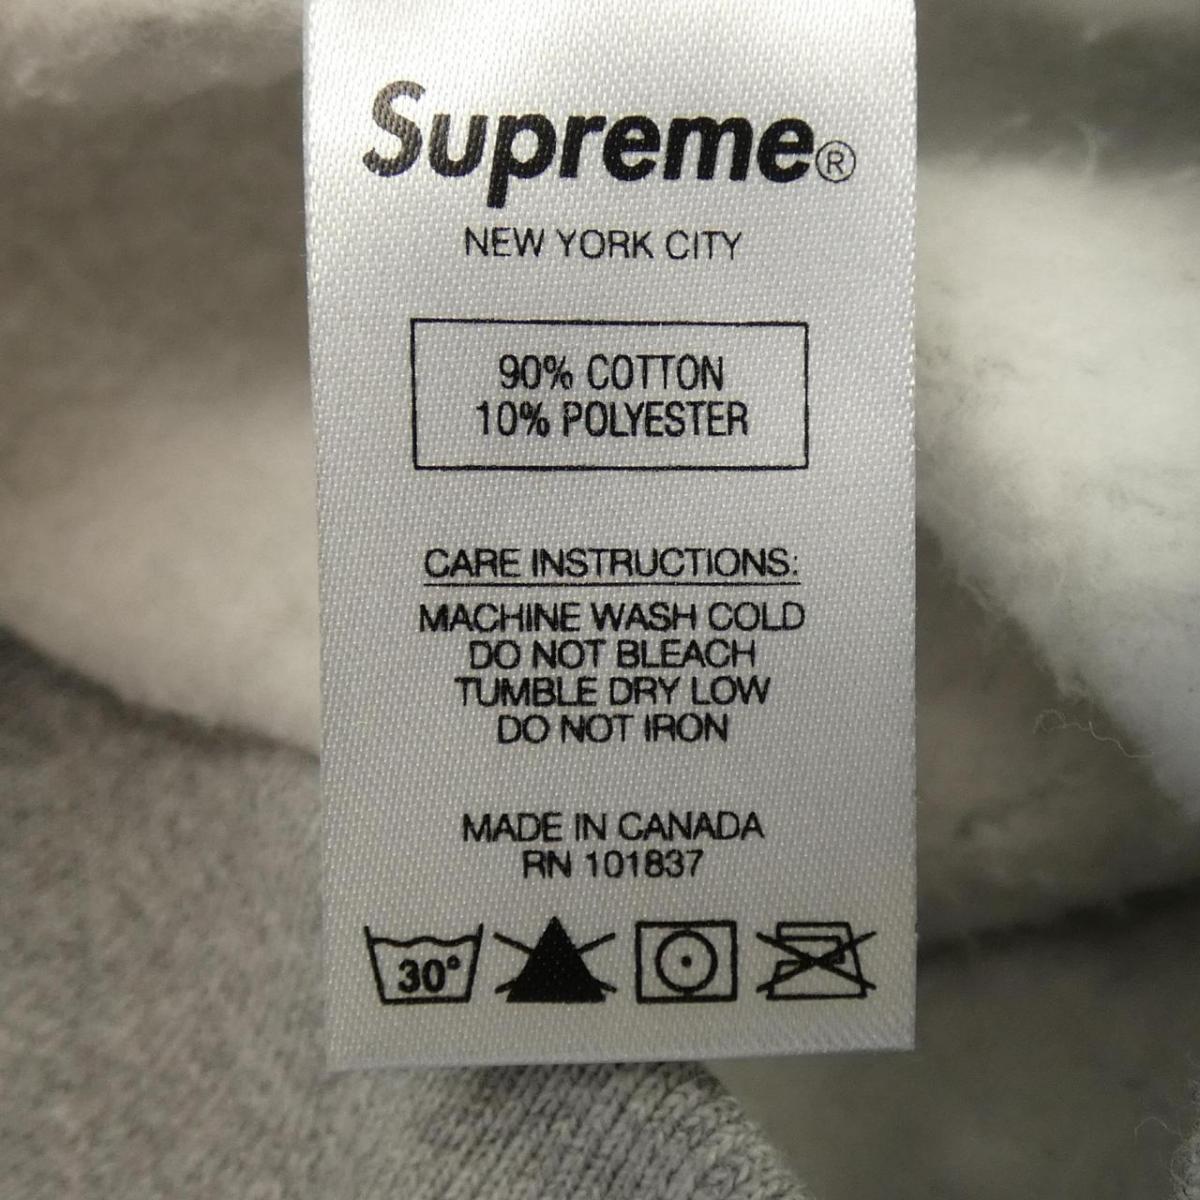 Supreme®
NEW YORK CITY
90% COTTON
10% POLYESTER
CARE INSTRUCTIONS:
MACHINE WASH COLD
DO NOT BLEACH
TUMBLE DRY LOW
DO NOT IRON
MADE IN CANADA
RN 101837
30°